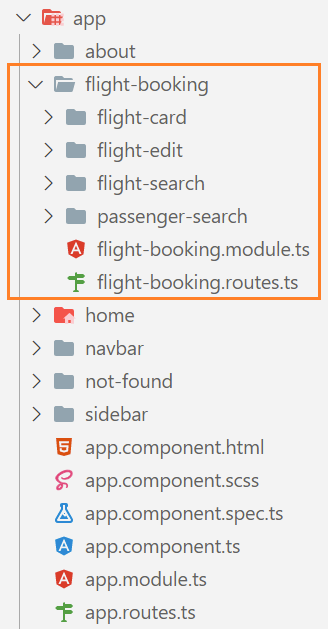 app
about
flight-booking
flight-card
flight-edit
flight-search
passenger-search
flight-booking.module.ts
flight-booking.routes.ts
home
navbar
not-found
sidebar
app.component.html
app.component.scss
app.component.spec.ts
app.component.ts
app.module.ts
app.routes.ts